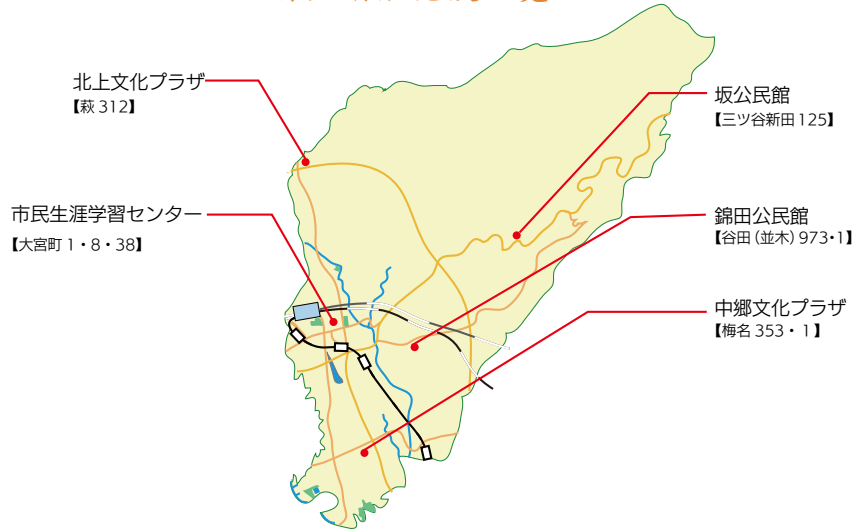 北上文化プラザ
【萩 312】
市民生涯学習センター
【大宮町 1・8・38】
坂公民館
【三ツ谷新田 125】
錦田公民館
【谷田（並木）973・1】
中郷文化プラザ
【梅名 353・1】